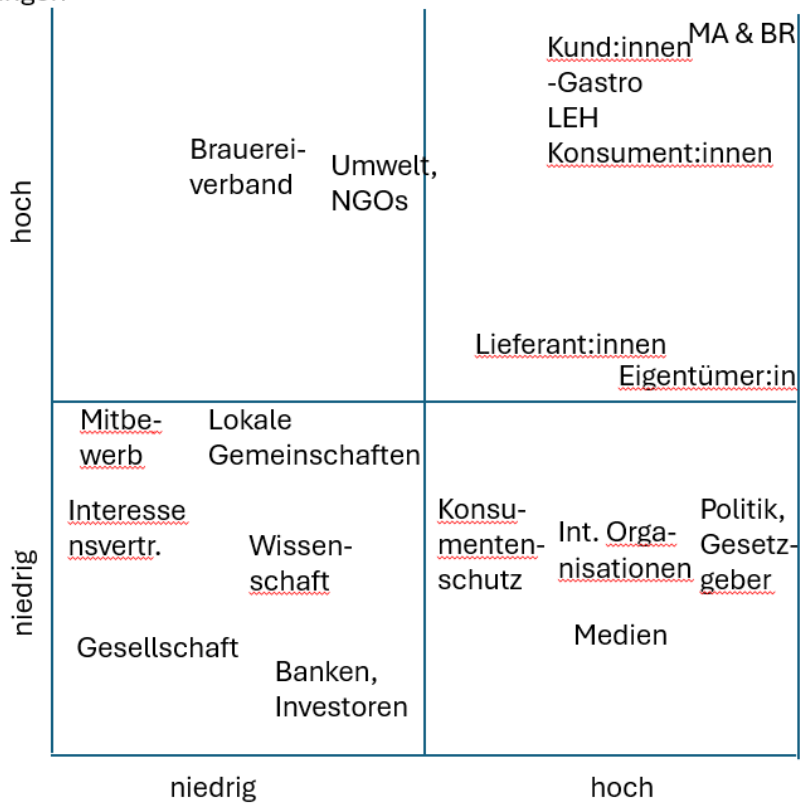 MA & BR
Kund:innen
-Gastro
LEH
Konsument:innen
Brauerei-
verband
Umwelt,
NGOs
hoch
Lieferant:innen
Eigentümer:in
Mitbe-
werb
Lokale
Gemeinschaften
Interesse
nsvertr.
Wissen-
schaft
Konsu-
menten-
schutz
Int. Orga-
nisationen
Politik,
Gesetz-
geber
niedrig
Gesellschaft
Medien
Banken,
Investoren
niedrig
hoch